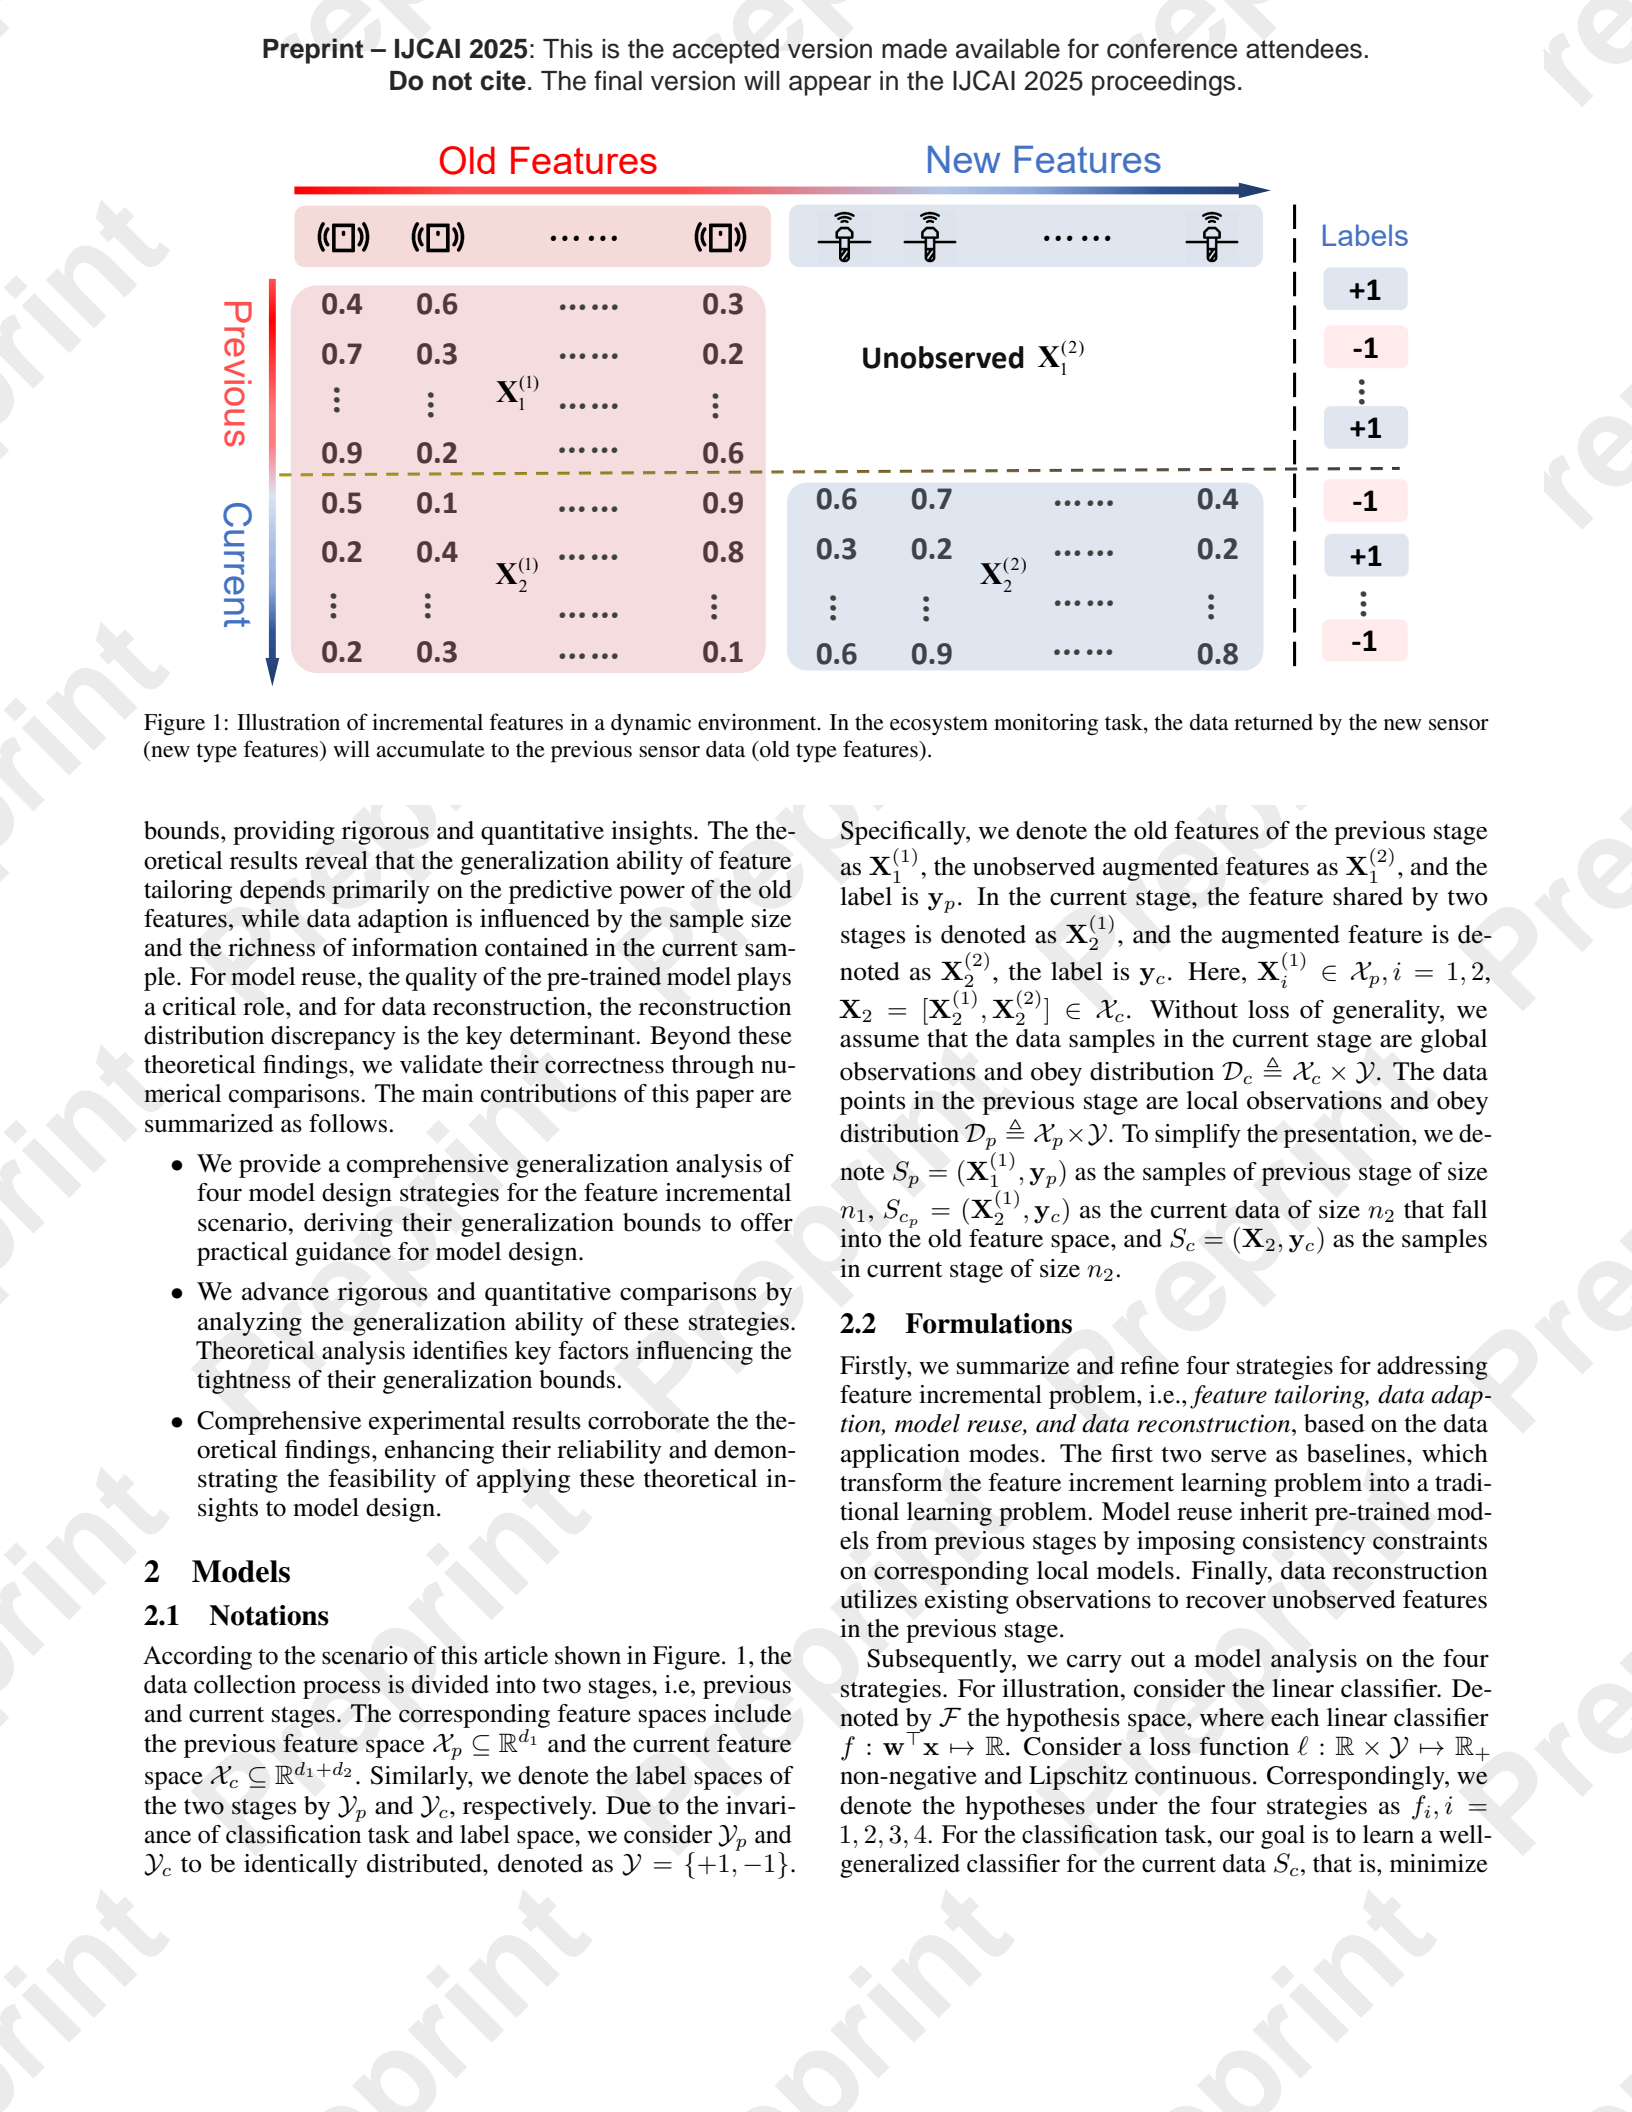 Preprint – IJCAI 2025: This is the accepted version made available for conference attendees.
Do not cite. The final version will appear in the IJCAI 2025 proceedings.
Old Features
New Features
Labels
Previous
Current
0.4 0.6 …… 0.3
0.7 0.3 …… 0.2
⋮ ⋮ X₁⁽¹⁾ …… ⋮
0.9 0.2 …… 0.6
0.5 0.1 …… 0.9
0.2 0.4 …… 0.8
X₂⁽¹⁾
⋮ ⋮ …… ⋮
0.2 0.3 …… 0.1
Unobserved X₁⁽²⁾
0.6 0.7 …… 0.4
0.3 0.2 …… 0.2
X₂⁽²⁾
⋮ ⋮ …… ⋮
0.6 0.9 …… 0.8
+1
-1
⋮
+1
-1
+1
⋮
-1
Figure 1: Illustration of incremental features in a dynamic environment. In the ecosystem monitoring task, the data returned by the new sensor
(new type features) will accumulate to the previous sensor data (old type features).
bounds, providing rigorous and quantitative insights. The the-
oretical results reveal that the generalization ability of feature
tailoring depends primarily on the predictive power of the old
features, while data adaption is influenced by the sample size
and the richness of information contained in the current sam-
ple. For model reuse, the quality of the pre-trained model plays
a critical role, and for data reconstruction, the reconstruction
distribution discrepancy is the key determinant. Beyond these
theoretical findings, we validate their correctness through nu-
merical comparisons. The main contributions of this paper are
summarized as follows.
• We provide a comprehensive generalization analysis of
four model design strategies for the feature incremental
scenario, deriving their generalization bounds to offer
practical guidance for model design.
• We advance rigorous and quantitative comparisons by
analyzing the generalization ability of these strategies.
Theoretical analysis identifies key factors influencing the
tightness of their generalization bounds.
• Comprehensive experimental results corroborate the the-
oretical findings, enhancing their reliability and demon-
strating the feasibility of applying these theoretical in-
sights to model design.
2 Models
2.1 Notations
According to the scenario of this article shown in Figure. 1, the
data collection process is divided into two stages, i.e, previous
and current stages. The corresponding feature spaces include
the previous feature space 𝒳ₚ ⊆ ℝ^{d₁} and the current feature
space 𝒳_c ⊆ ℝ^{d₁+d₂}. Similarly, we denote the label spaces of
the two stages by 𝒴ₚ and 𝒴_c, respectively. Due to the invari-
ance of classification task and label space, we consider 𝒴ₚ and
𝒴_c to be identically distributed, denoted as 𝒴 = {+1, −1}.
Specifically, we denote the old features of the previous stage
as X₁⁽¹⁾, the unobserved augmented features as X₁⁽²⁾, and the
label is yₚ. In the current stage, the feature shared by two
stages is denoted as X₂⁽¹⁾, and the augmented feature is de-
noted as X₂⁽²⁾, the label is y_c. Here, Xᵢ⁽¹⁾ ∈ 𝒳ₚ, i = 1, 2,
X₂ = [X₂⁽¹⁾, X₂⁽²⁾] ∈ 𝒳_c. Without loss of generality, we
assume that the data samples in the current stage are global
observations and obey distribution 𝒟_c ≜ 𝒳_c × 𝒴. The data
points in the previous stage are local observations and obey
distribution 𝒟ₚ ≜ 𝒳ₚ × 𝒴. To simplify the presentation, we de-
note Sₚ = (X₁⁽¹⁾, yₚ) as the samples of previous stage of size
n₁, S_{cₚ} = (X₂⁽¹⁾, y_c) as the current data of size n₂ that fall
into the old feature space, and S_c = (X₂, y_c) as the samples
in current stage of size n₂.
2.2 Formulations
Firstly, we summarize and refine four strategies for addressing
feature incremental problem, i.e., feature tailoring, data adap-
tion, model reuse, and data reconstruction, based on the data
application modes. The first two serve as baselines, which
transform the feature increment learning problem into a tradi-
tional learning problem. Model reuse inherit pre-trained mod-
els from previous stages by imposing consistency constraints
on corresponding local models. Finally, data reconstruction
utilizes existing observations to recover unobserved features
in the previous stage.
Subsequently, we carry out a model analysis on the four
strategies. For illustration, consider the linear classifier. De-
noted by ℱ the hypothesis space, where each linear classifier
f : w^⊤x ↦ ℝ. Consider a loss function ℓ : ℝ × 𝒴 ↦ ℝ₊
non-negative and Lipschitz continuous. Correspondingly, we
denote the hypotheses under the four strategies as fᵢ, i =
1, 2, 3, 4. For the classification task, our goal is to learn a well-
generalized classifier for the current data S_c, that is, minimize